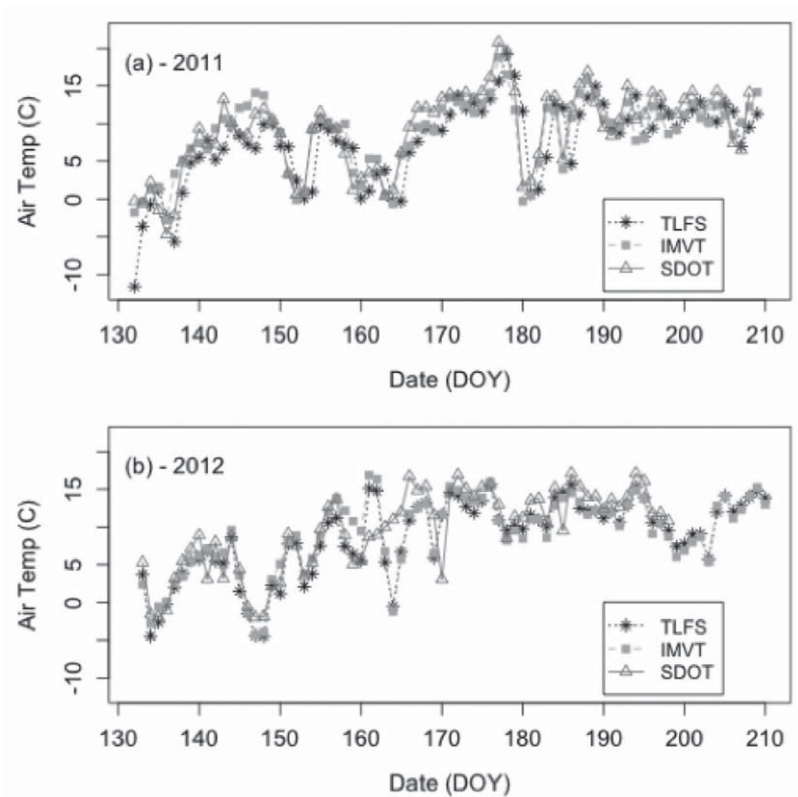 (a) - 2011
Air Temp (C)
15
5
0
-10
TLFS
IMVT
SDOT
130 140 150 160 170 180 190 200 210
Date (DOY)
(b) - 2012
Air Temp (C)
15
5
0
-10
TLFS
IMVT
SDOT
130 140 150 160 170 180 190 200 210
Date (DOY)